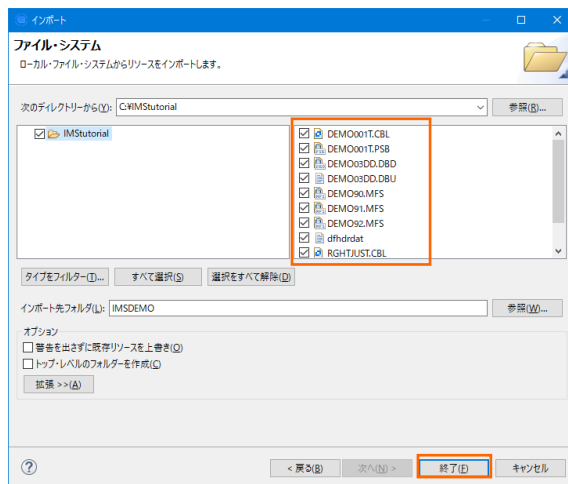 インポート
ファイル・システム
ローカル・ファイル・システムからリソースをインポートします。
次のディレクトリーから(Y): C:¥IMStutorial 参照(R)...
IMStutorial
DEMO001T.CBL
DEMO001T.PSB
DEMO03DD.DBD
DEMO03DD.DBU
DEMO90.MFS
DEMO91.MFS
DEMO92.MFS
dfhdrdat
RGHTJUST.CBL
タイプをフィルター(T)... すべて選択(S) 選択をすべて解除(D)
インポート先フォルダ(L): IMSDEMO 参照(W)...
オプション
警告を出さずに既存リソースを上書き(O)
トップ・レベルのフォルダーを作成(C)
拡張 >>(A)
? < 戻る(B) 次へ(N) > 終了(F) キャンセル